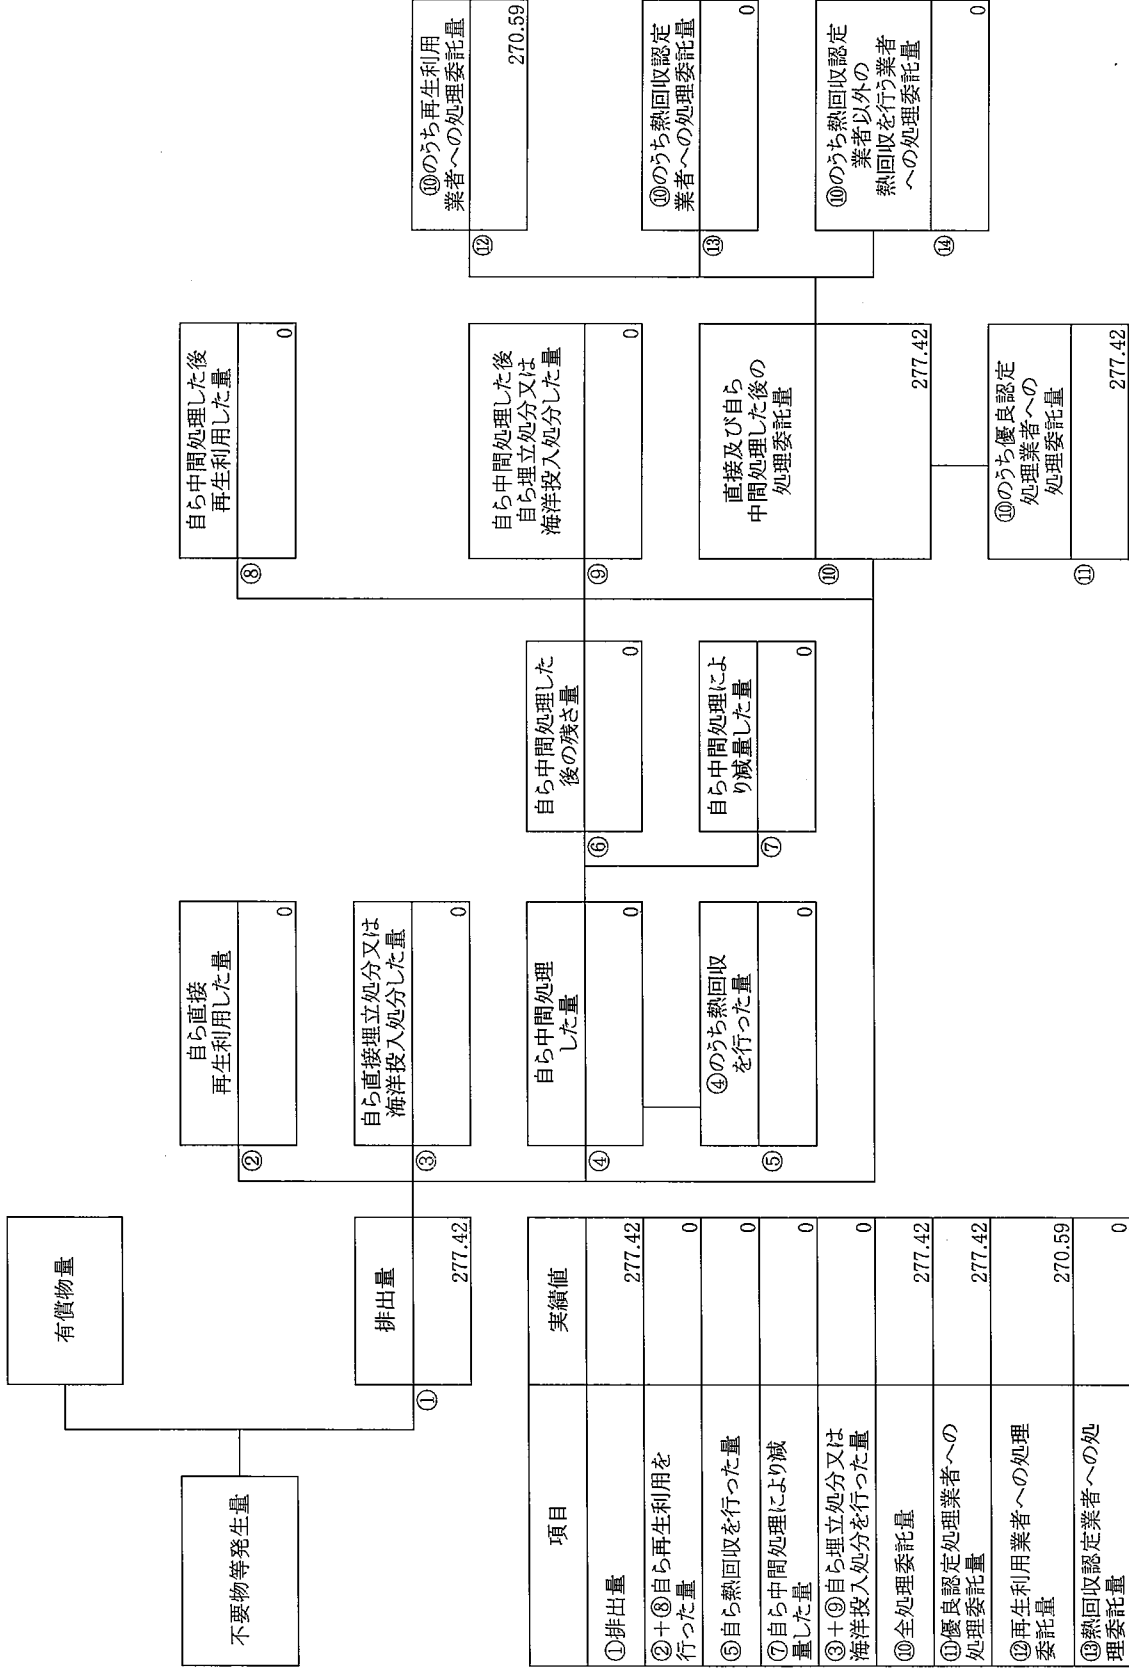 不要物等発生量
有償物量
①
排出量
277.42
②
自ら直接
再生利用した量
0
③
自ら直接埋立処分又は
海洋投入処分した量
0
④
自ら中間処理
した量
0
⑤
④のうち熱回収
を行った量
0
⑥
自ら中間処理した
後の残さ量
0
⑦
自ら中間処理によ
り減量した量
0
⑧
自ら中間処理した後
再生利用した量
0
⑨
自ら中間処理した後
自ら埋立処分又は
海洋投入処分した量
0
⑩
直接及び自ら
中間処理した後の
処理委託量
277.42
⑪
⑩のうち優良認定
処理業者への
処理委託量
277.42
⑫
⑩のうち再生利用
業者への処理委託量
270.59
⑬
⑩のうち熱回収認定
業者への処理委託量
0
⑭
⑩のうち熱回収認定
業者以外の
熱回収を行う業者
への処理委託量
0
項目 実績値
①排出量 277.42
②+⑧自ら再生利用を
行った量 0
⑤自ら熱回収を行った量 0
⑦自ら中間処理により減
量した量 0
③+⑨自ら埋立処分又は
海洋投入処分を行った量 0
⑩全処理委託量 277.42
⑪優良認定処理業者への
処理委託量 277.42
⑫再生利用業者への処理
委託量 270.59
⑬熱回収認定業者への処
理委託量 0